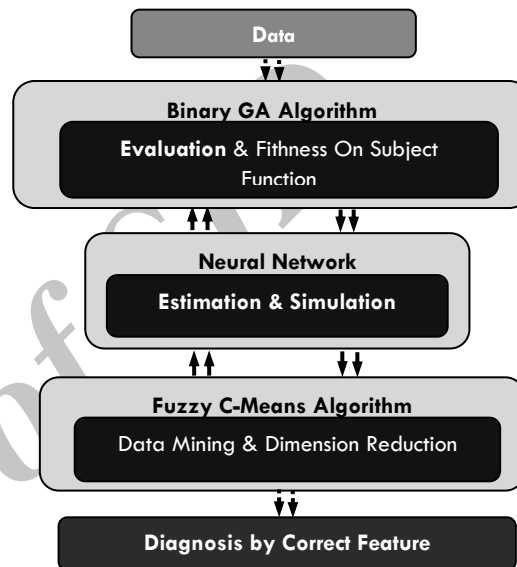 Data
Binary GA Algorithm
Evaluation & Fithness On Subject
Function
Neural Network
Estimation & Simulation
Fuzzy C-Means Algorithm
Data Mining & Dimension Reduction
Diagnosis by Correct Feature
of